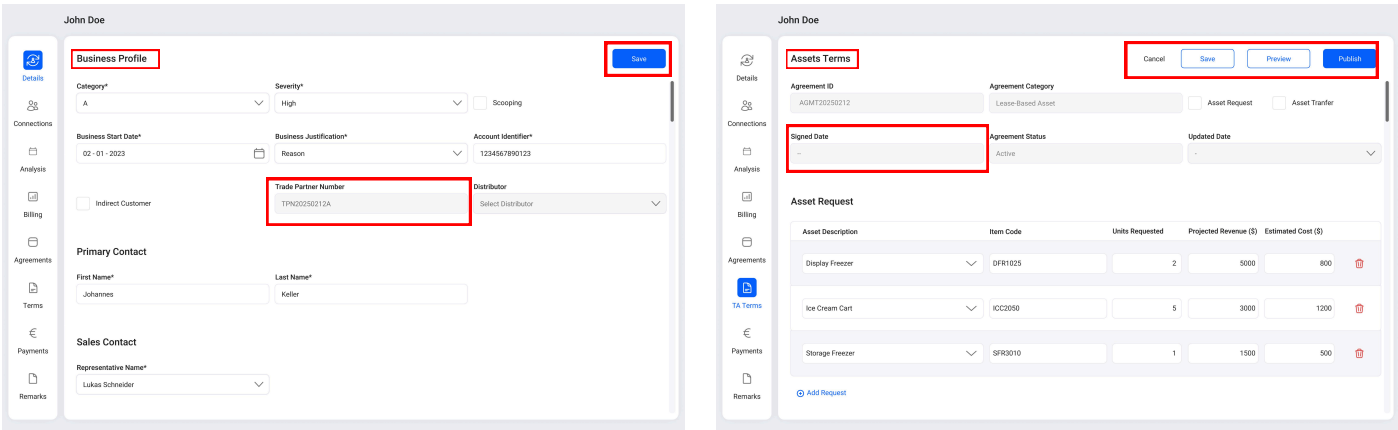 John Doe
Details
Connections
Analysis
Billing
Agreements
Terms
Payments
Remarks
Business Profile
Save
Category* Severity*
A High Scooping
Business Start Date* Business Justification* Account Identifier*
02 - 01 - 2023 Reason 1234567890123
Trade Partner Number Distributor
Indirect Customer TPN20250212A Select Distributor
Primary Contact
First Name* Last Name*
Johannes Keller
Sales Contact
Representative Name*
Lukas Schneider
John Doe
Details
Connections
Analysis
Billing
Agreements
TA Terms
Payments
Remarks
Assets Terms
Cancel Save Preview Publish
Agreement ID Agreement Category
AGMT20250212 Lease-Based Asset Asset Request Asset Tranfer
Signed Date Agreement Status Updated Date
-- Active -
Asset Request
Asset Description Item Code Units Requested Projected Revenue ($) Estimated Cost ($)
Display Freezer DFR1025 2 5000 800
Ice Cream Cart ICC2050 5 3000 1200
Storage Freezer SFR3010 1 1500 500
Add Request